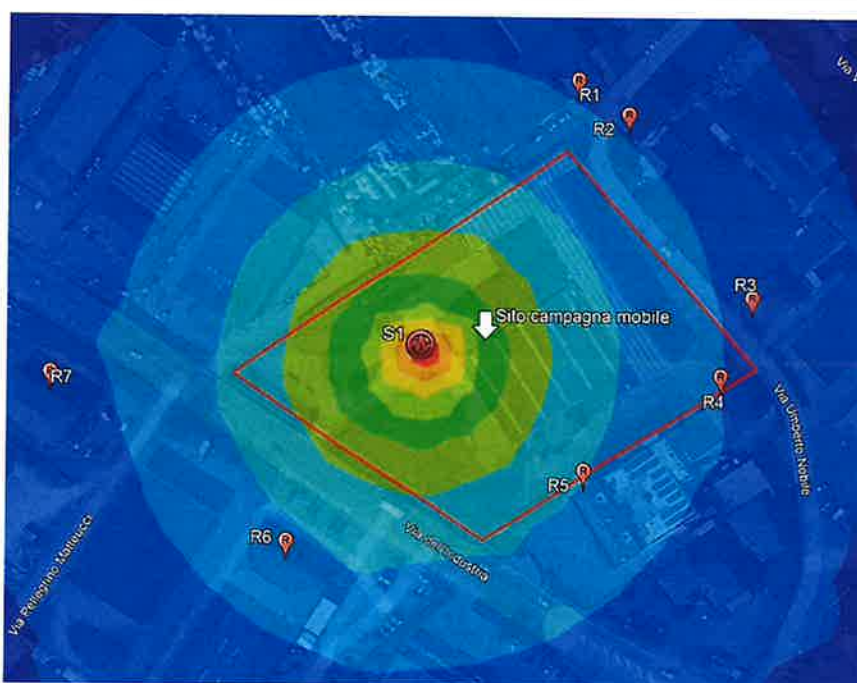 R
R1
R
R2
Via
R
R3
S1
Sito campagna mobile
R
R7
R
R4
Via Umberto Nobile
R
R5
R
R6
Via dell'Industria
Via Pellegrino Matteucci